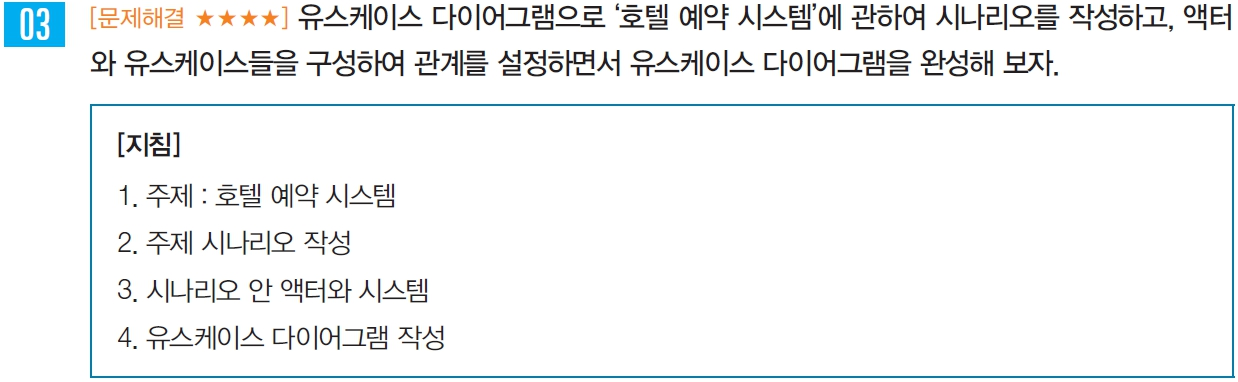 03 [문제해결 ★★★★] 유스케이스 다이어그램으로 ‘호텔 예약 시스템’에 관하여 시나리오를 작성하고, 액터
와 유스케이스들을 구성하여 관계를 설정하면서 유스케이스 다이어그램을 완성해 보자.
[지침]
1. 주제 : 호텔 예약 시스템
2. 주제 시나리오 작성
3. 시나리오 안 액터와 시스템
4. 유스케이스 다이어그램 작성